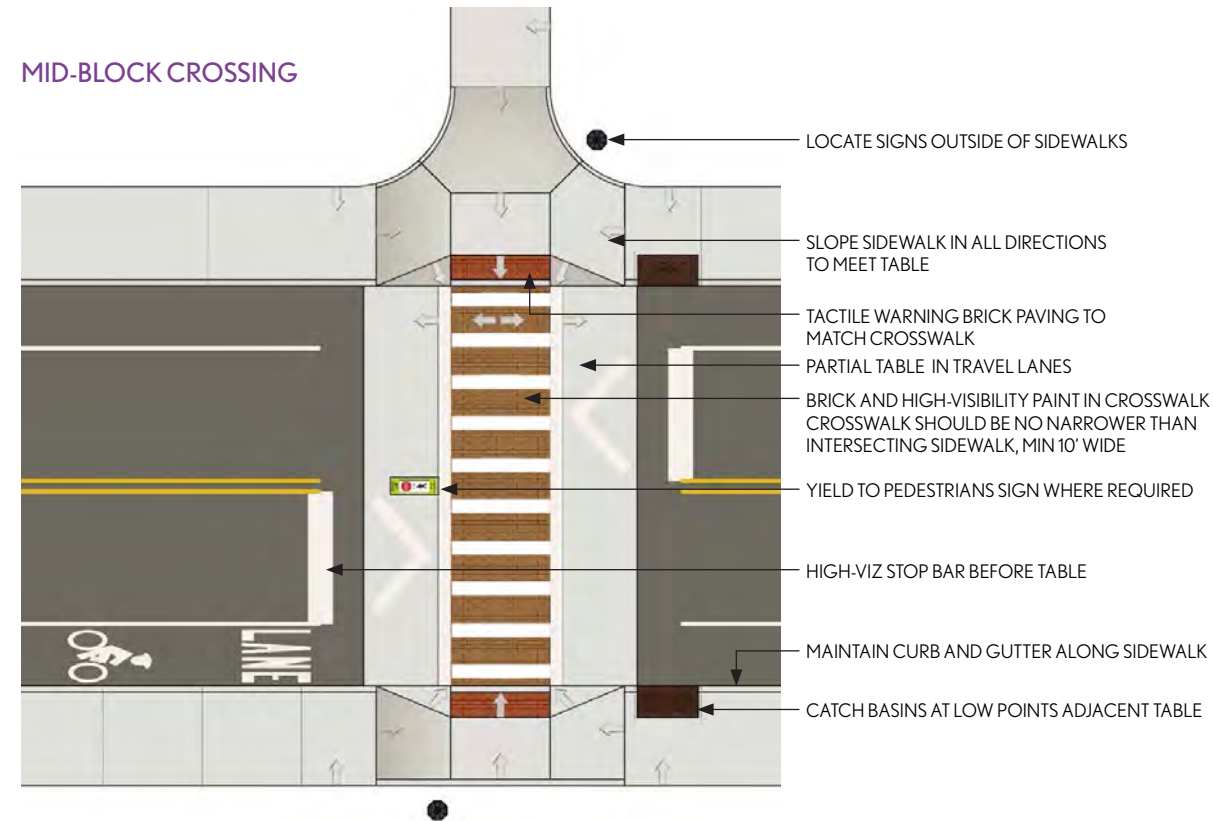 MID-BLOCK CROSSING
LOCATE SIGNS OUTSIDE OF SIDEWALKS
SLOPE SIDEWALK IN ALL DIRECTIONS
TO MEET TABLE
TACTILE WARNING BRICK PAVING TO
MATCH CROSSWALK
PARTIAL TABLE IN TRAVEL LANES
BRICK AND HIGH-VISIBILITY PAINT IN CROSSWALK
CROSSWALK SHOULD BE NO NARROWER THAN
INTERSECTING SIDEWALK, MIN 10' WIDE
YIELD TO PEDESTRIANS SIGN WHERE REQUIRED
HIGH-VIZ STOP BAR BEFORE TABLE
LANE
MAINTAIN CURB AND GUTTER ALONG SIDEWALK
CATCH BASINS AT LOW POINTS ADJACENT TABLE